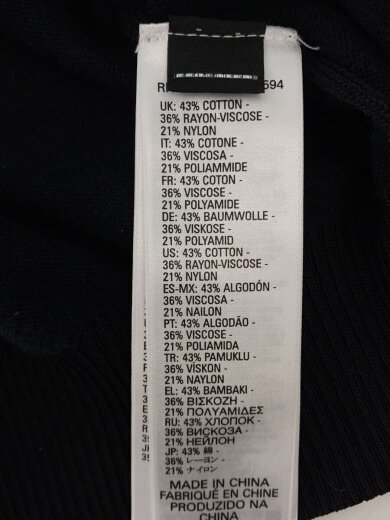 594
UK: 43% COTTON -
36% RAYON-VISCOSE -
21% NYLON
IT: 43% COTONE -
36% VISCOSA -
21% POLIAMMIDE
FR: 43% COTON -
36% VISCOSE -
21% POLYAMIDE
DE: 43% BAUMWOLLE -
36% VISKOSE -
21% POLYAMID
US: 43% COTTON -
36% RAYON-VISCOSE -
21% NYLON
ES-MX: 43% ALGODÓN -
36% VISCOSA -
21% NAILON
PT: 43% ALGODÃO -
36% VISCOSE -
21% POLIAMIDA
TR: 43% PAMUKLU -
36% VİSKON -
21% NAYLON
EL: 43% ΒΑΜΒΑΚΙ -
36% ΒΙΣΚΟΖΗ -
21% ΠΟΛΥΑΜΙΔΕΣ
RU: 43% ХЛОПОК -
36% ВИСКОЗА -
21% НЕЙЛОН
JP: 43% 綿 -
36% レーヨン -
21% ナイロン
MADE IN CHINA
FABRIQUÉ EN CHINE
PRODUZIDO NA
CHINA